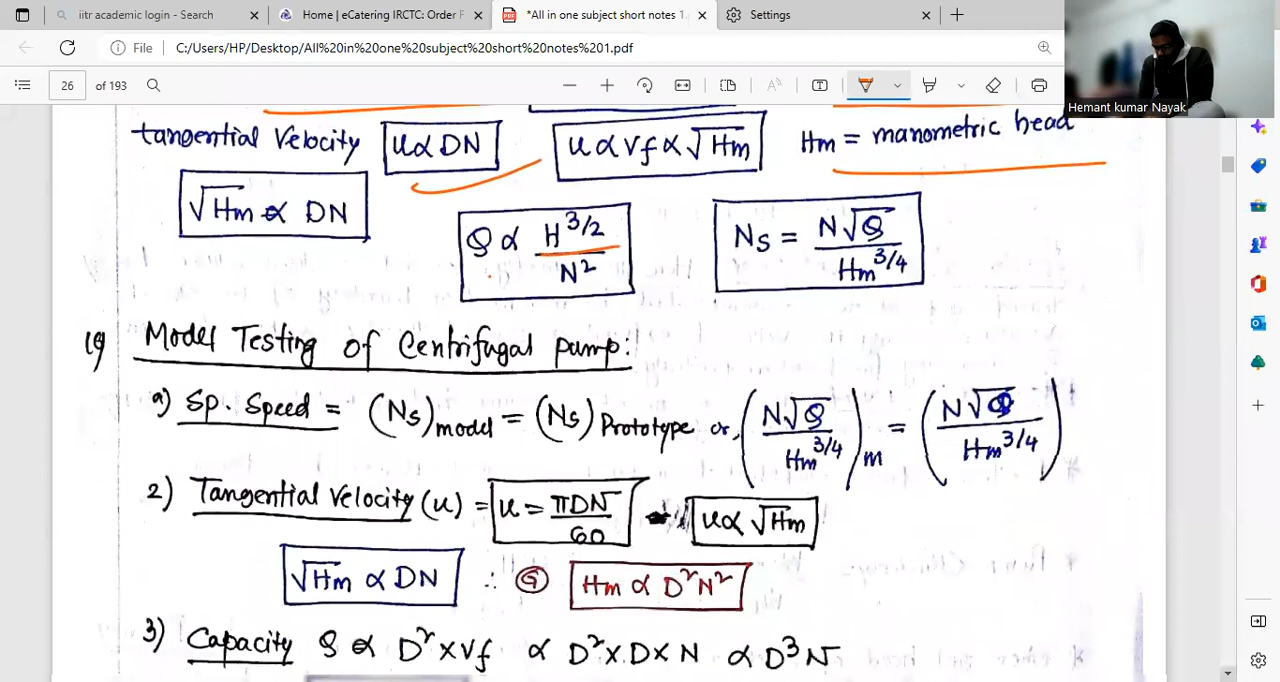 iitr academic login - Search
Home | eCatering IRCTC: Order F
*All in one subject short notes 1.
Settings
File
C:/Users/HP/Desktop/All%20in%20one%20subject%20short%20notes%201.pdf
26 of 193
Hemant kumar Nayak
tangential Velocity u∝DN u∝Vf∝√Hm Hm = manometric head
√Hm ∝ DN
Q ∝ H^3/2 / N²
Ns = N√Q / Hm^3/4
19 Model Testing of Centrifugal pump:
a) Sp. Speed = (Ns)model = (Ns)Prototype or, (N√Q / Hm^3/4)m = (N√Q / Hm^3/4)
2) Tangential Velocity (u) = u = πDN / 60 u∝ √Hm
√Hm ∝ DN ∴ Hm ∝ D²N²
3) Capacity Q ∝ D² × Vf ∝ D² × D × N ∝ D³N